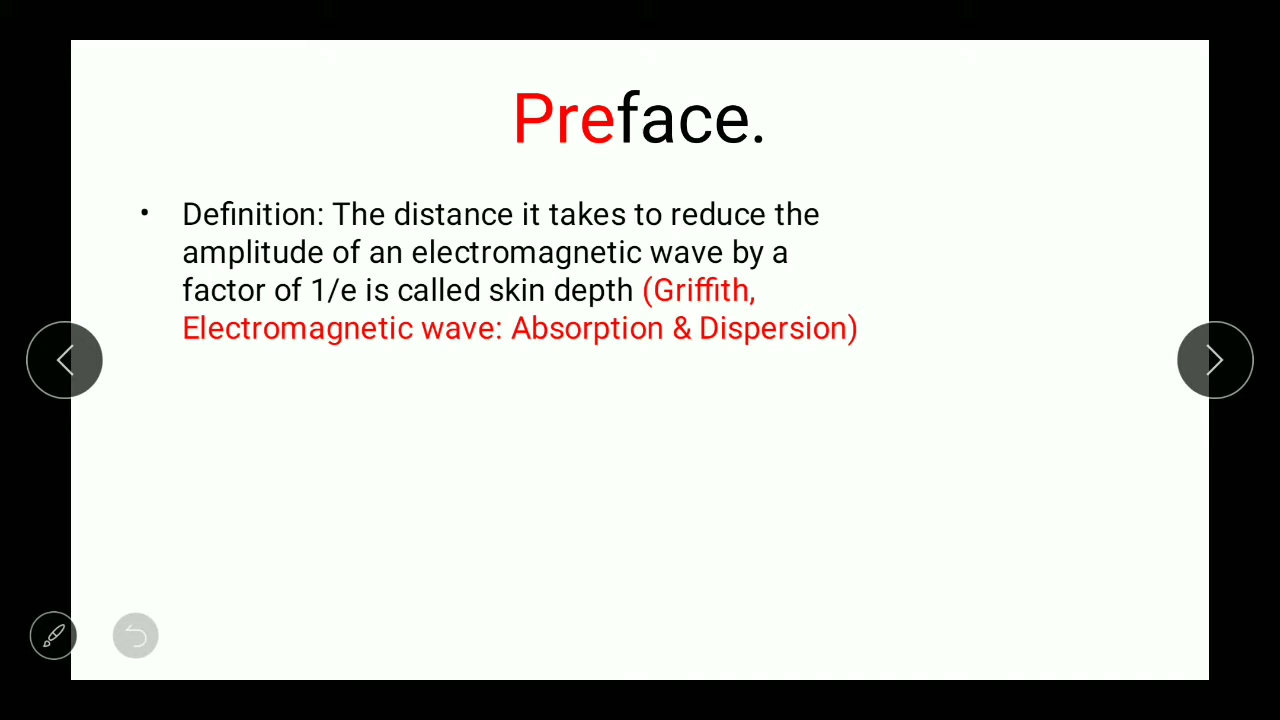 Preface.
• Definition: The distance it takes to reduce the
amplitude of an electromagnetic wave by a
factor of 1/e is called skin depth (Griffith,
Electromagnetic wave: Absorption & Dispersion)